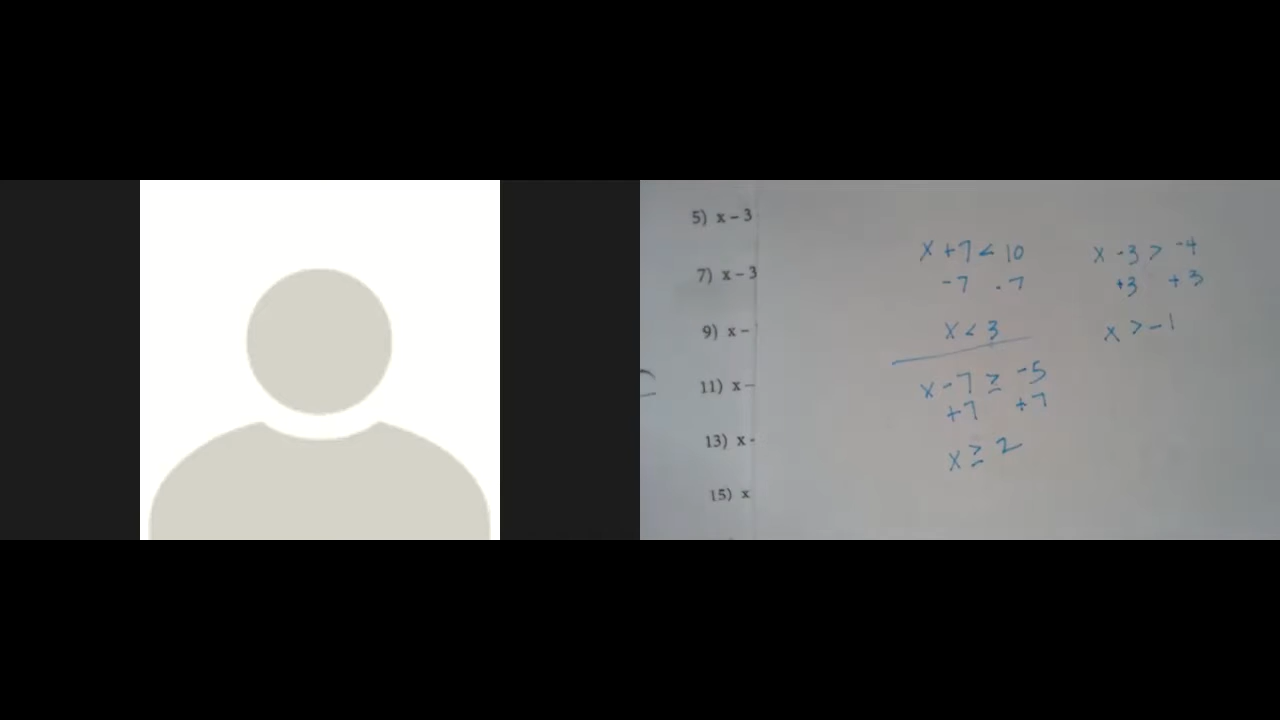 5) x – 3
7) x – 3
9) x –
11) x –
13) x -
15) x
x + 7 < 10
-7 -7
x < 3
x - 3 > -4
+3 +3
x > -1
x - 7 ≥ -5
+7 +7
x ≥ 2